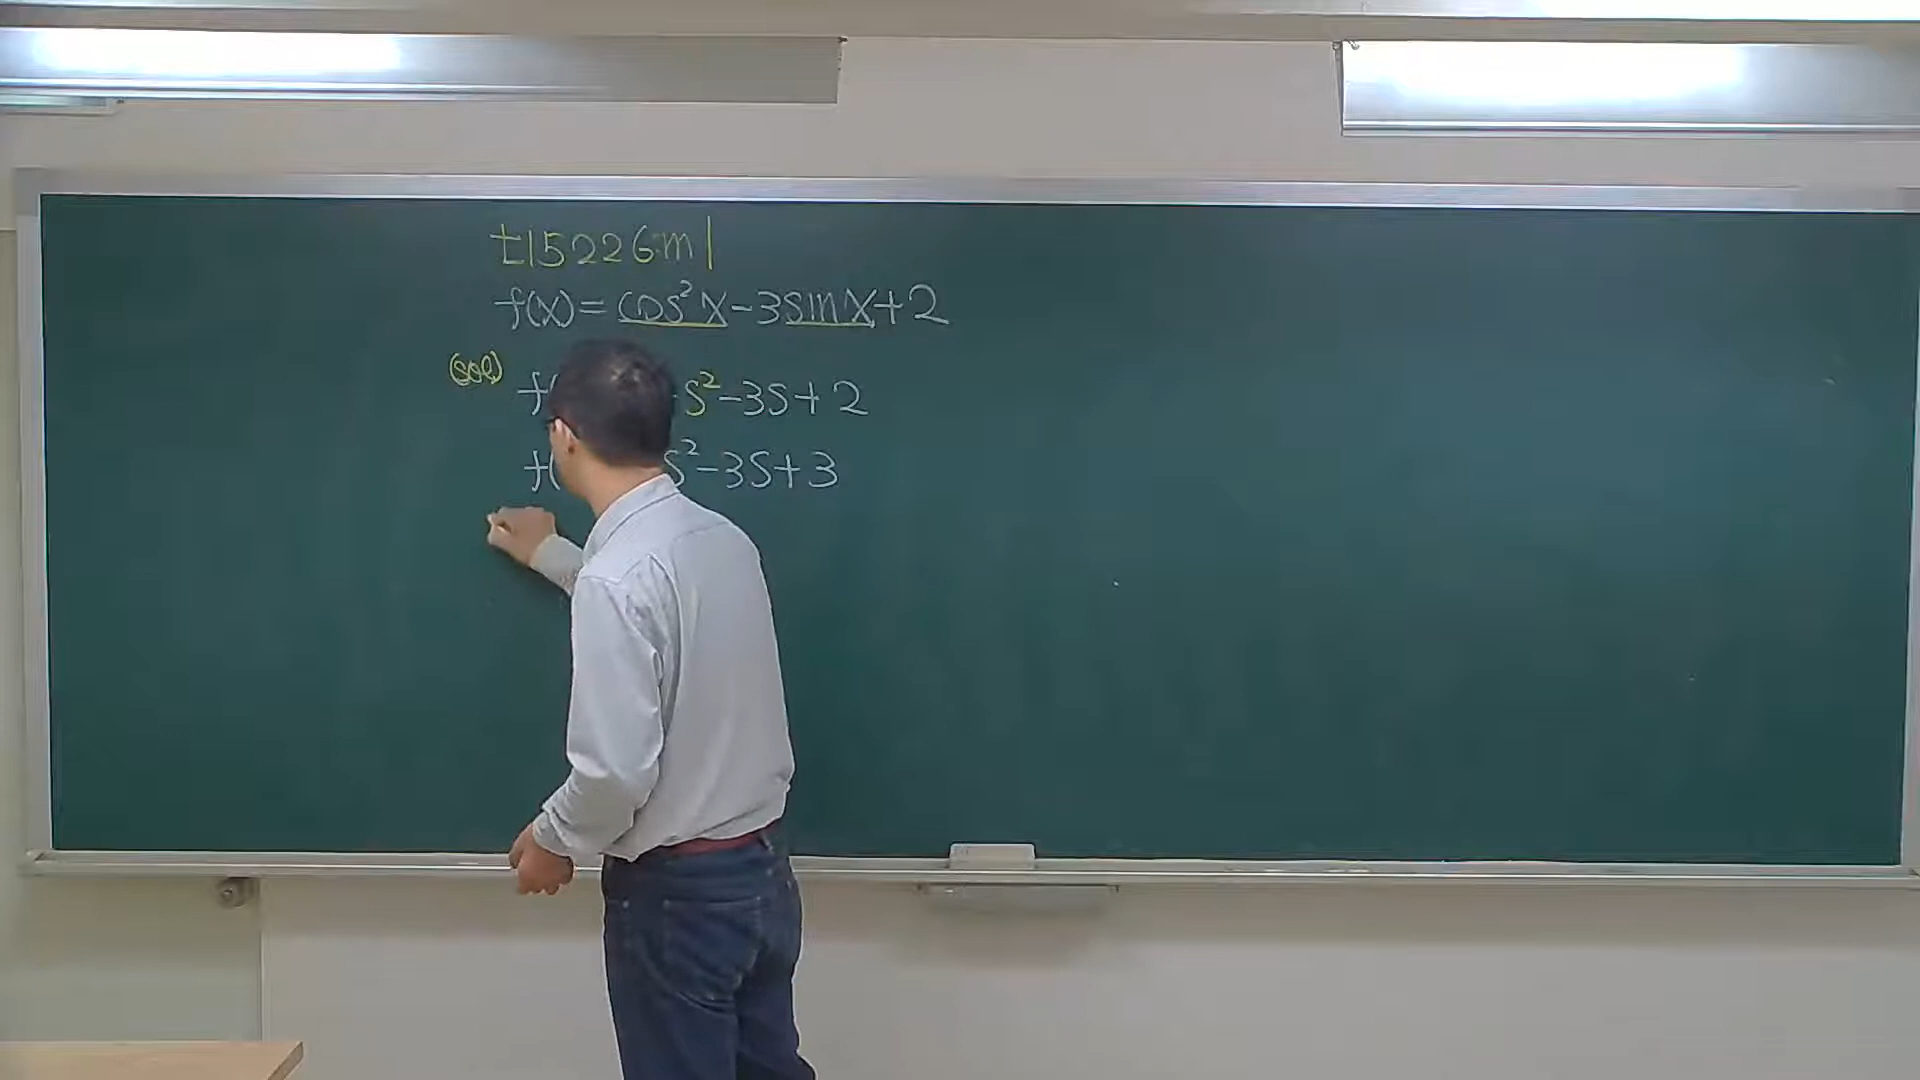 t15226m1
f(x)=cos²x-3sinx+2
(sol) f( s²-3s+2
f( s²-3s+3